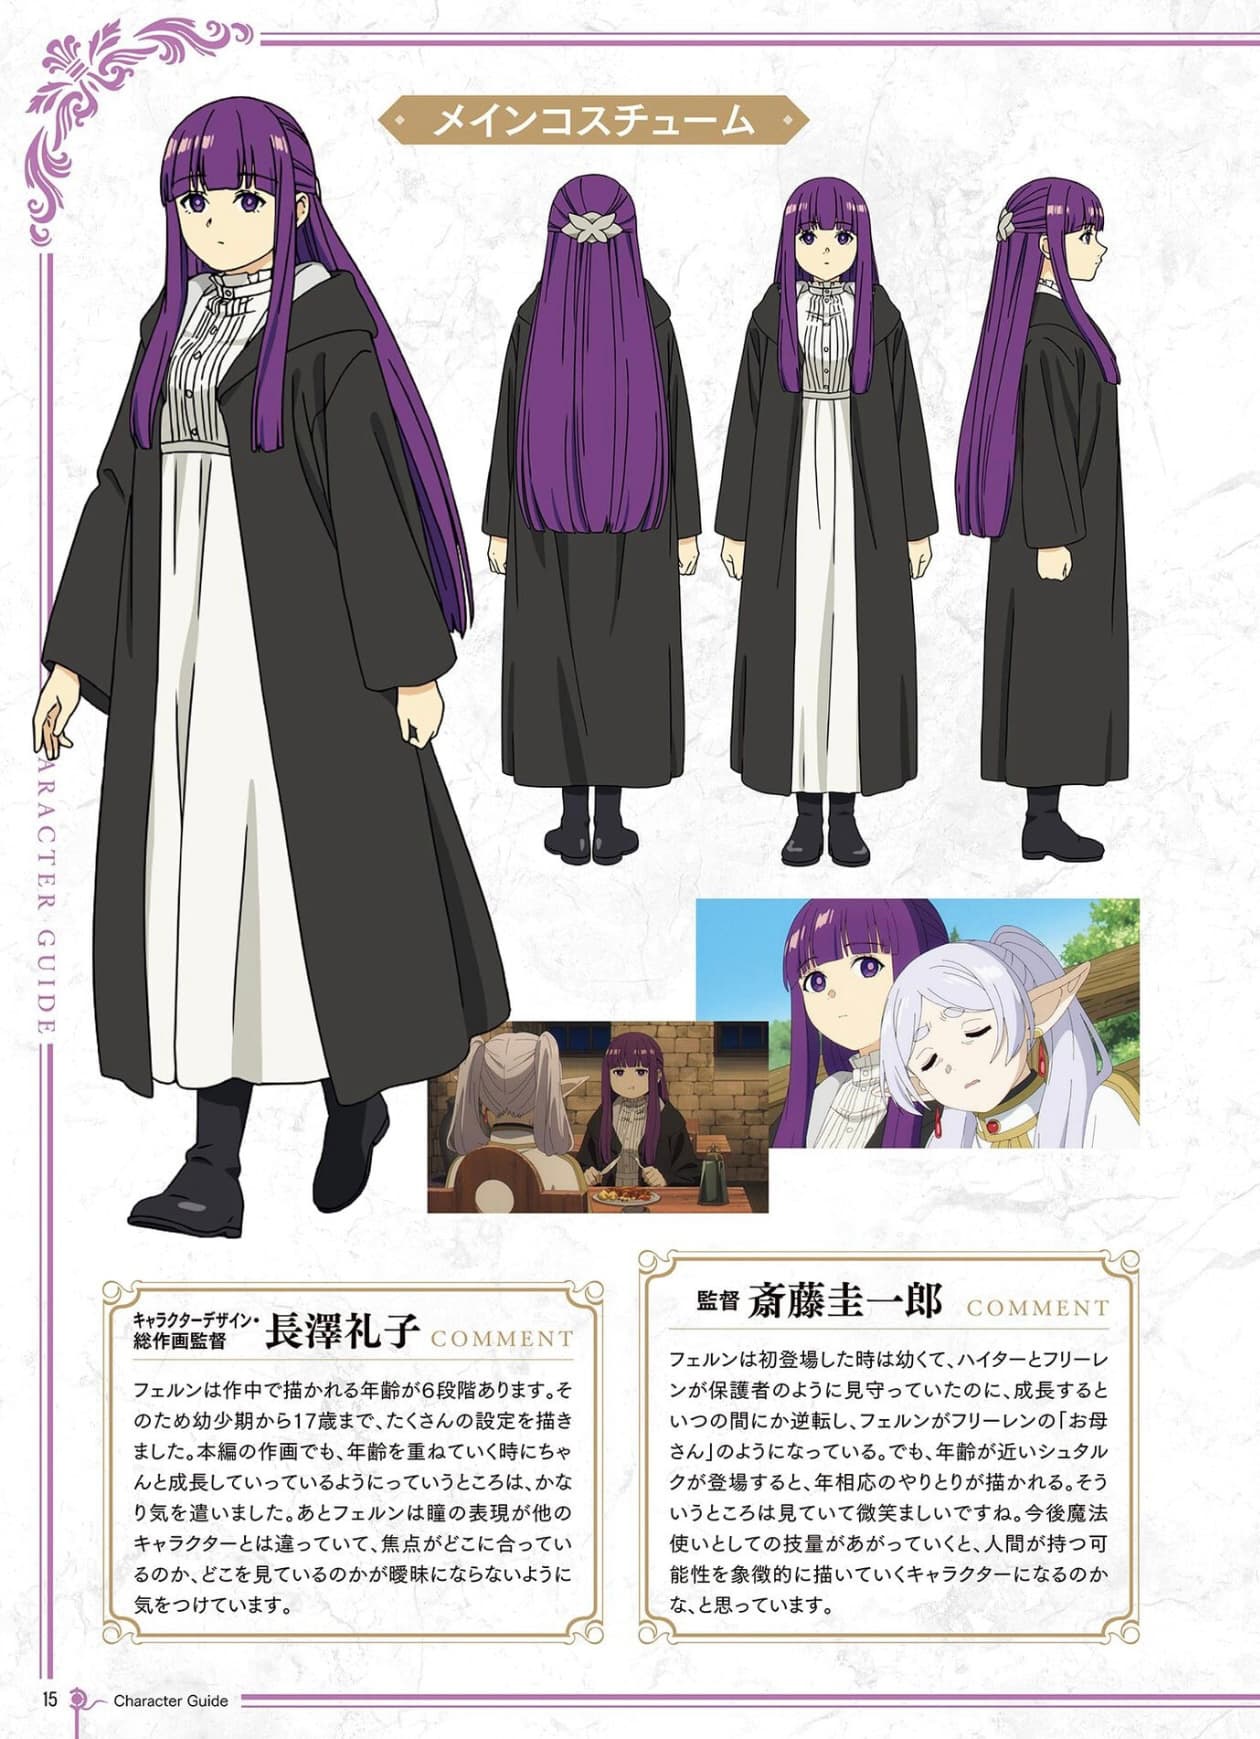 メインコスチューム
ARACTER GUIDE
キャラクターデザイン・
総作画監督 長澤礼子 COMMENT
フェルンは作中で描かれる年齢が6段階あります。そ
のため幼少期から17歳まで、たくさんの設定を描き
ました。本編の作画でも、年齢を重ねていく時にちゃ
んと成長していっているようにっていうところは、かな
り気を遣いました。あとフェルンは瞳の表現が他の
キャラクターとは違っていて、焦点がどこに合ってい
るのか、どこを見ているのかが曖昧にならないように
気をつけています。
監督 斎藤圭一郎 COMMENT
フェルンは初登場した時は幼くて、ハイターとフリーレ
ンが保護者のように見守っていたのに、成長すると
いつの間にか逆転し、フェルンがフリーレンの「お母
さん」のようになっている。でも、年齢が近いシュタル
クが登場すると、年相応のやりとりが描かれる。そう
いうところは見ていて微笑ましいですね。今後魔法
使いとしての技量があがっていくと、人間が持つ可
能性を象徴的に描いていくキャラクターになるのか
な、と思っています。
15 Character Guide